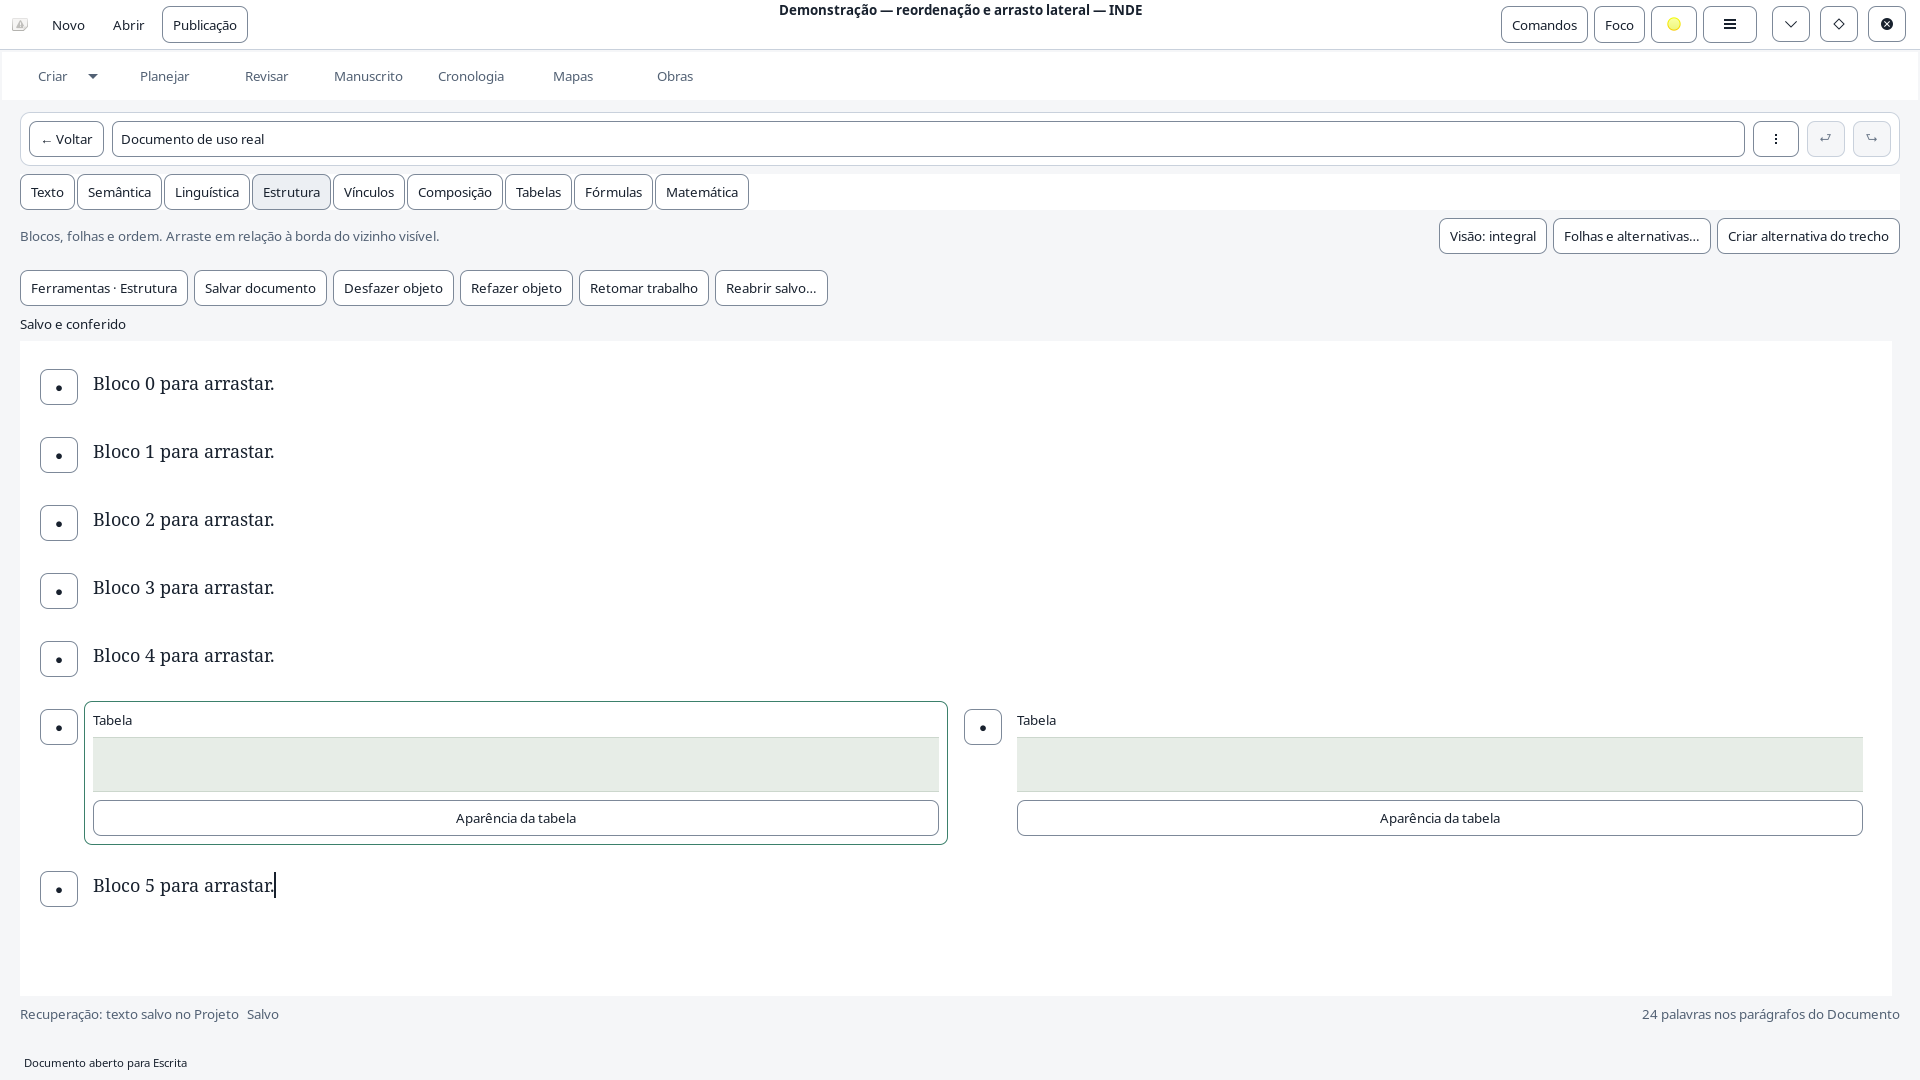 Demonstração — reordenação e arrasto lateral — INDE
Novo Abrir Publicação Comandos Foco
Criar Planejar Revisar Manuscrito Cronologia Mapas Obras
← Voltar Documento de uso real
Texto Semântica Linguística Estrutura Vínculos Composição Tabelas Fórmulas Matemática
Blocos, folhas e ordem. Arraste em relação à borda do vizinho visível. Visão: integral Folhas e alternativas... Criar alternativa do trecho
Ferramentas · Estrutura Salvar documento Desfazer objeto Refazer objeto Retomar trabalho Reabrir salvo...
Salvo e conferido
Bloco 0 para arrastar.
Bloco 1 para arrastar.
Bloco 2 para arrastar.
Bloco 3 para arrastar.
Bloco 4 para arrastar.
Tabela Tabela
Aparência da tabela Aparência da tabela
Bloco 5 para arrastar.
Recuperação: texto salvo no Projeto Salvo 24 palavras nos parágrafos do Documento
Documento aberto para Escrita